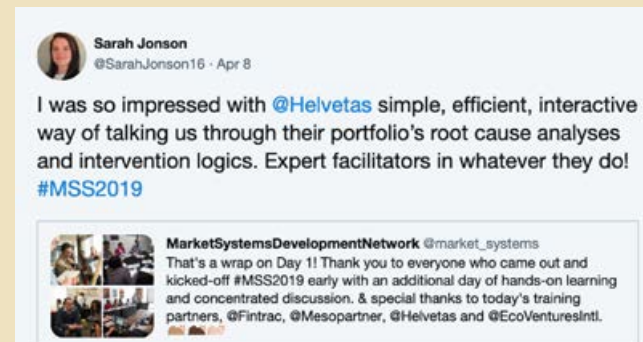 Sarah Jonson
@SarahJonson16 · Apr 8
I was so impressed with @Helvetas simple, efficient, interactive
way of talking us through their portfolio's root cause analyses
and intervention logics. Expert facilitators in whatever they do!
#MSS2019
MarketSystemsDevelopmentNetwork @market_systems
That's a wrap on Day 1! Thank you to everyone who came out and
kicked-off #MSS2019 early with an additional day of hands-on learning
and concentrated discussion. & special thanks to today's training
partners, @Fintrac, @Mesopartner, @Helvetas and @EcoVenturesIntl.